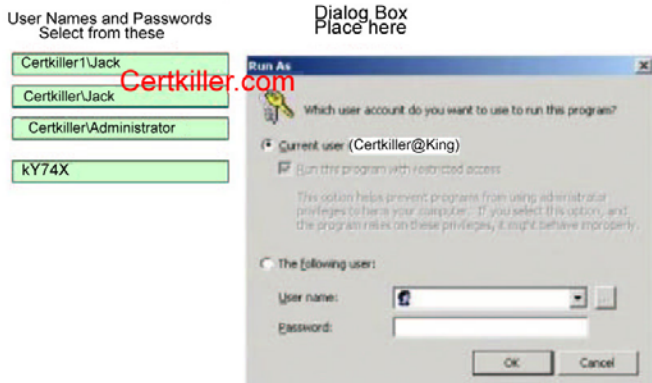 User Names and Passwords
Select from these
Certkiller1\Jack
Certkiller\Jack
Certkiller\Administrator
kY74X
Certkiller.com
Dialog Box
Place here
Run As
Which user account do you want to use to run this program?
Current user (Certkiller@King)
Run this program with restricted access
This option helps prevent programs from using administrator
privileges to harm your computer. If you select this option, and
the program relies on these privileges, it might behave improperly.
The following user:
User name:
Password:
OK
Cancel